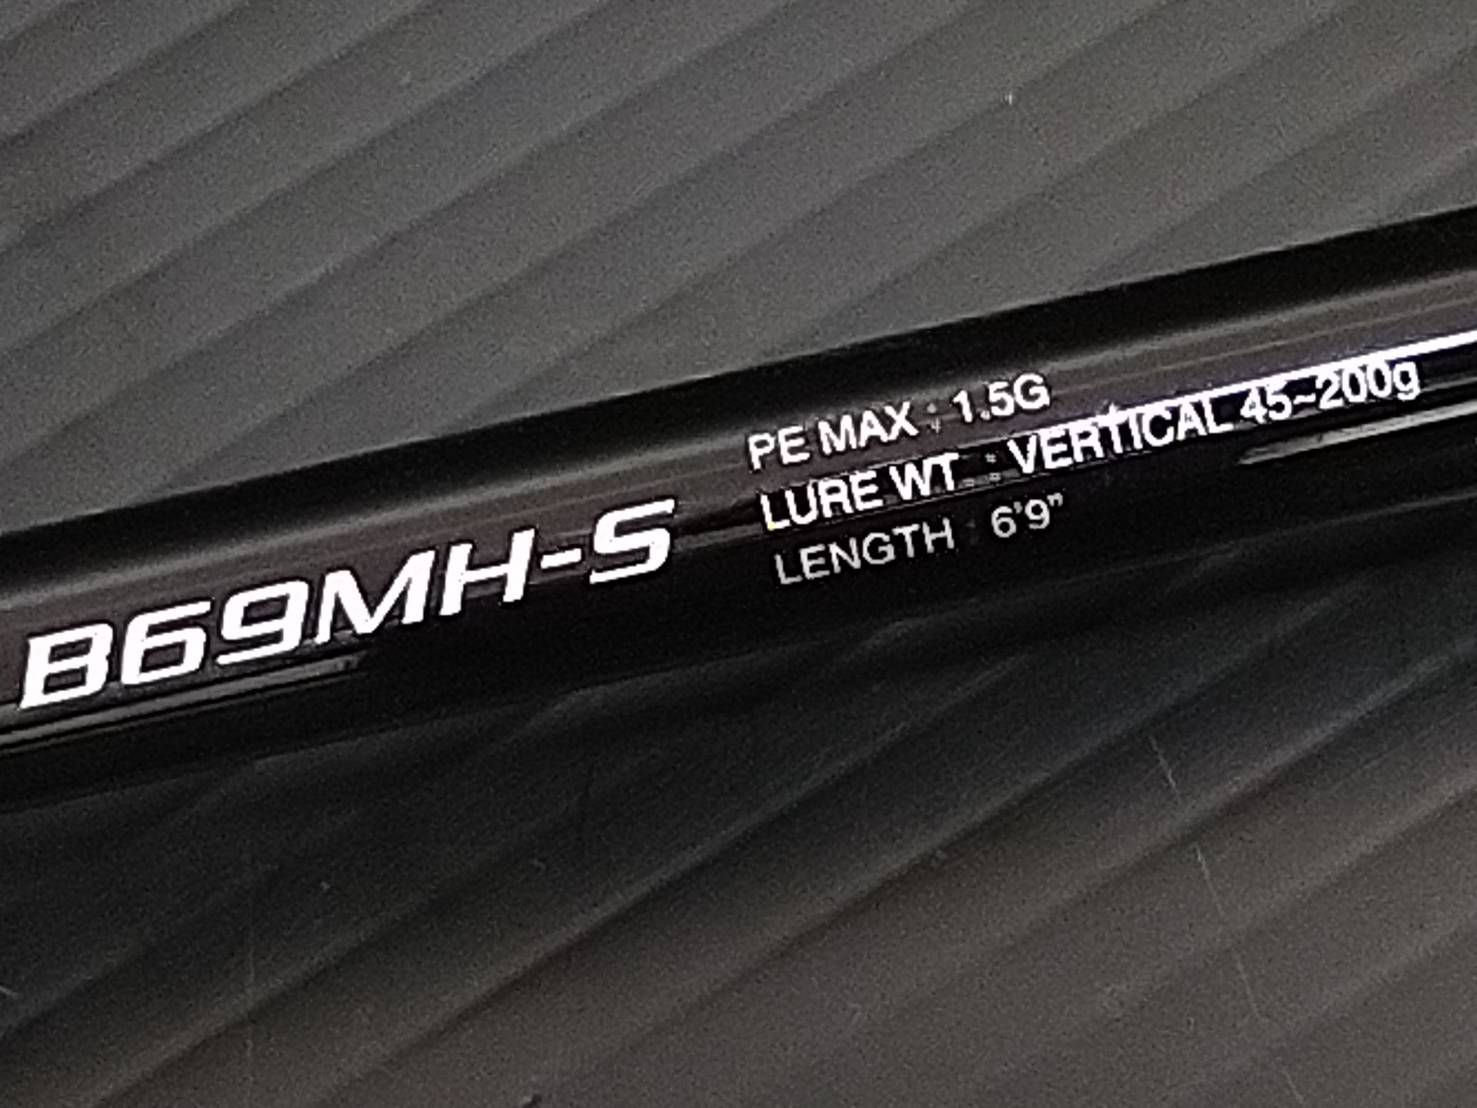 B69MH-S
PE MAX : 1.5G
LURE WT. : VERTICAL 45~200g
LENGTH : 6'9"